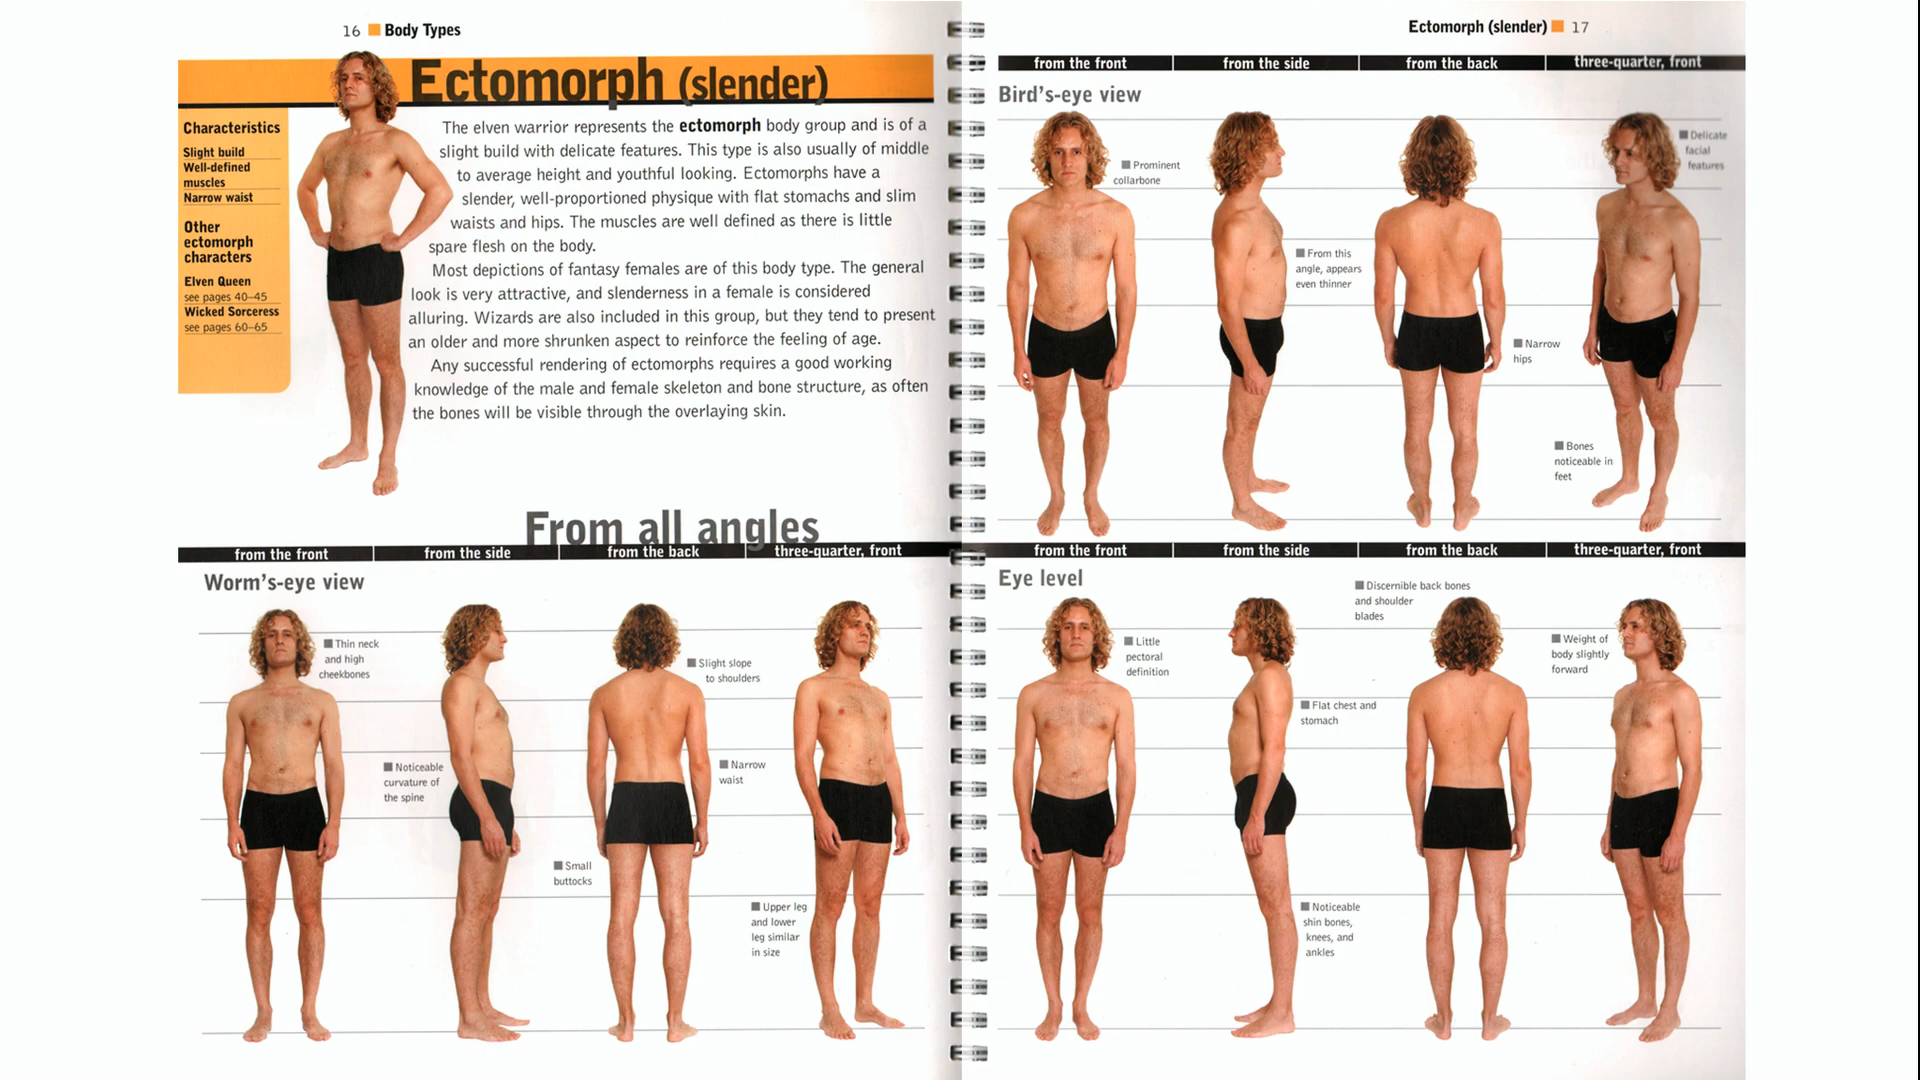 16 Body Types
Ectomorph (slender)
Characteristics
Slight build
Well-defined
muscles
Narrow waist
Other
ectomorph
characters
Elven Queen
see pages 40–45
Wicked Sorceress
see pages 60–65
The elven warrior represents the ectomorph body group and is of a
slight build with delicate features. This type is also usually of middle
to average height and youthful looking. Ectomorphs have a
slender, well-proportioned physique with flat stomachs and slim
waists and hips. The muscles are well defined as there is little
spare flesh on the body.
Most depictions of fantasy females are of this body type. The general
look is very attractive, and slenderness in a female is considered
alluring. Wizards are also included in this group, but they tend to present
an older and more shrunken aspect to reinforce the feeling of age.
Any successful rendering of ectomorphs requires a good working
knowledge of the male and female skeleton and bone structure, as often
the bones will be visible through the overlaying skin.
From all angles
from the front from the side from the back three-quarter, front
Worm's-eye view
Thin neck
and high
cheekbones
Noticeable
curvature of
the spine
Slight slope
to shoulders
Small
buttocks
Narrow
waist
Upper leg
and lower
leg similar
in size
Ectomorph (slender) 17
from the front from the side from the back three-quarter, front
Bird's-eye view
Prominent
collarbone
From this
angle, appears
even thinner
Narrow
hips
Delicate
facial
features
Bones
noticeable in
feet
from the front from the side from the back three-quarter, front
Eye level
Little
pectoral
definition
Flat chest and
stomach
Noticeable
shin bones,
knees, and
ankles
Discernible back bones
and shoulder
blades
Weight of
body slightly
forward